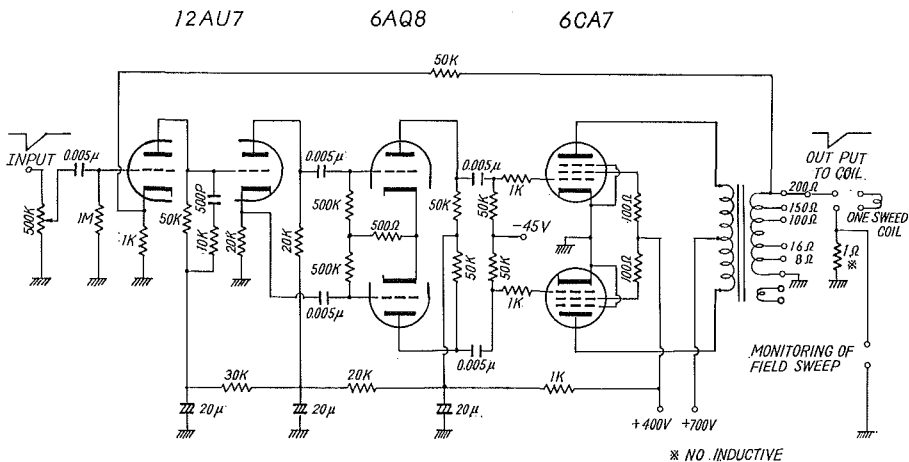 12AU7 6AQ8 6CA7
50K
INPUT
0.005μ
500K
1M
1K
50K
500P
10K
20K
20K
0.005μ
0.005μ
500K
500K
500Ω
50K
50K
0.005μ
0.005μ
50K
50K
-45V
1K
1K
100Ω
100Ω
OUT PUT
TO COIL
200Ω
150Ω
100Ω
16Ω
8Ω
ONE SWEED
COIL
1Ω
※
MONITORING OF
FIELD SWEEP
30K
20K
1K
20μ
20μ
20μ
+400V +700V
※ NO. INDUCTIVE